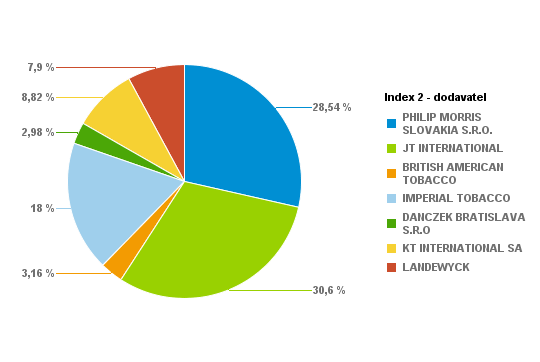 7,9 %
8,82 %
2,98 %
18 %
3,16 %
28,54 %
30,6 %
Index 2 - dodavatel
PHILIP MORRIS
SLOVAKIA S.R.O.
JT INTERNATIONAL
BRITISH AMERICAN
TOBACCO
IMPERIAL TOBACCO
DANCZEK BRATISLAVA
S.R.O
KT INTERNATIONAL SA
LANDEWYCK